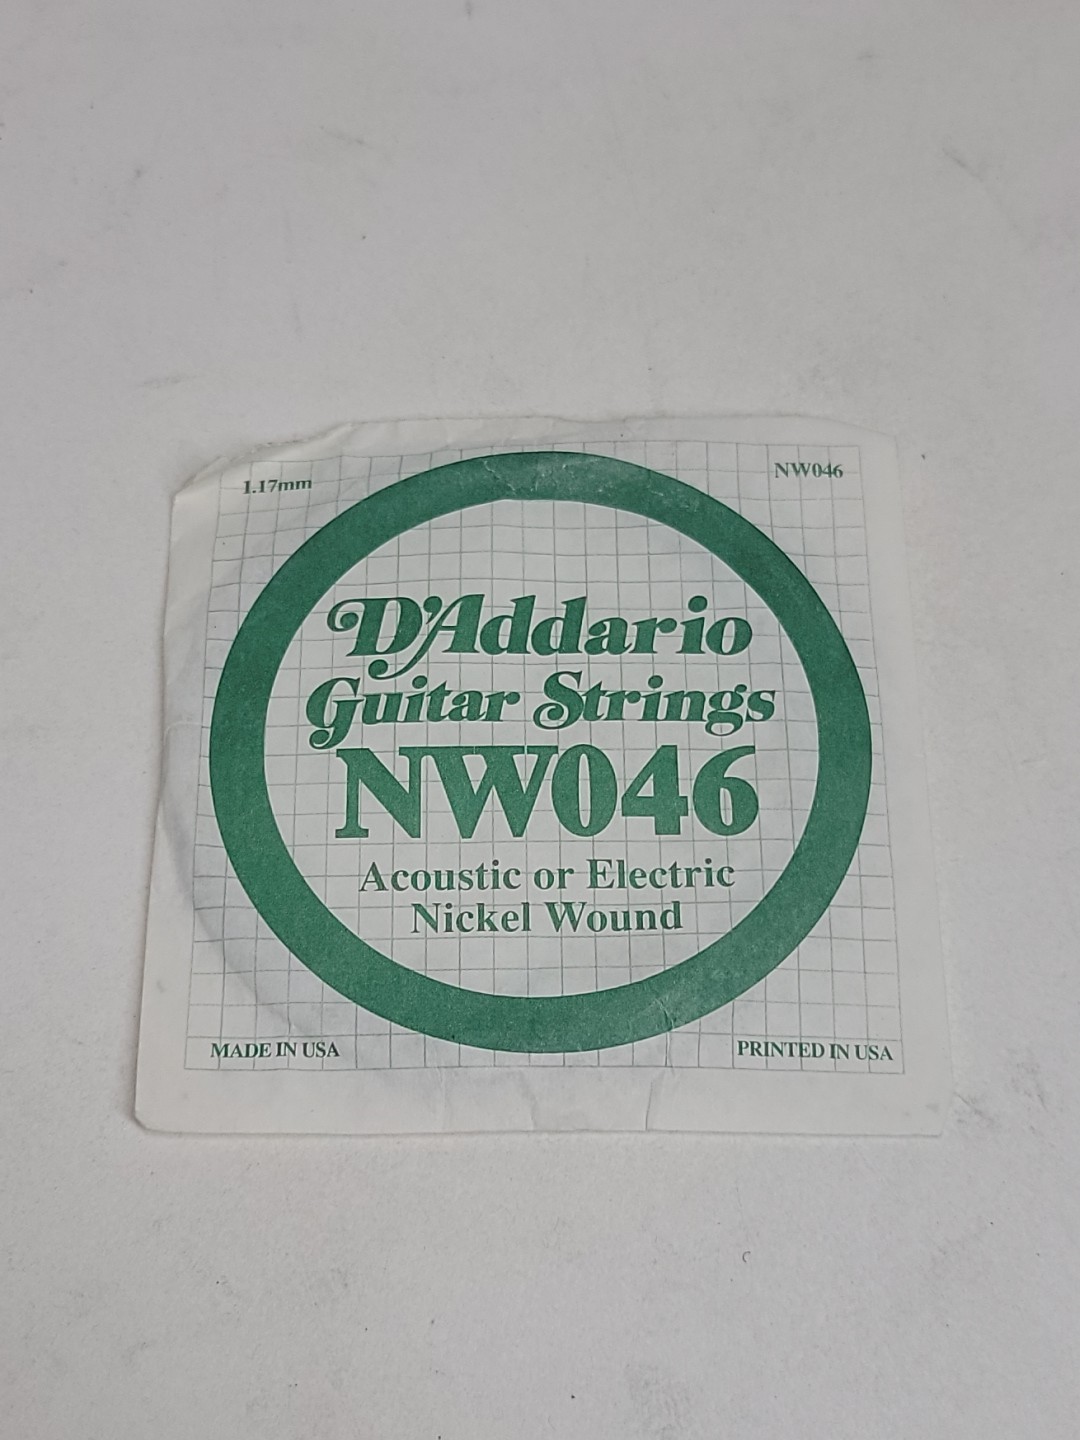 1.17mm
NW046
D'Addario
Guitar Strings
NW046
Acoustic or Electric
Nickel Wound
MADE IN USA
PRINTED IN USA